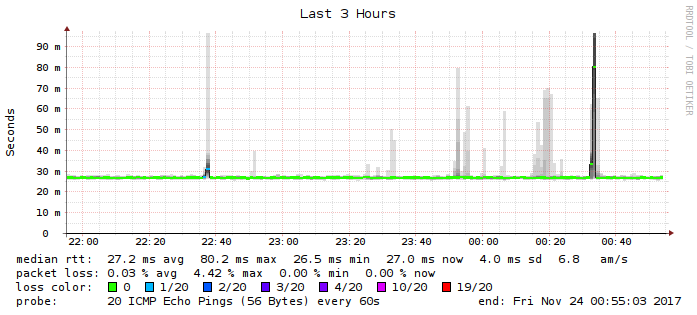 Last 3 Hours
RRDTOOL / TOBI OETIKER
Seconds
90 m
80 m
70 m
60 m
50 m
40 m
30 m
20 m
10 m
0
22:00 22:20 22:40 23:00 23:20 23:40 00:00 00:20 00:40
median rtt: 27.2 ms avg 80.2 ms max 26.5 ms min 27.0 ms now 4.0 ms sd 6.8 am/s
packet loss: 0.03 % avg 4.42 % max 0.00 % min 0.00 % now
loss color: 0 1/20 2/20 3/20 4/20 10/20 19/20
probe: 20 ICMP Echo Pings (56 Bytes) every 60s end: Fri Nov 24 00:55:03 2017